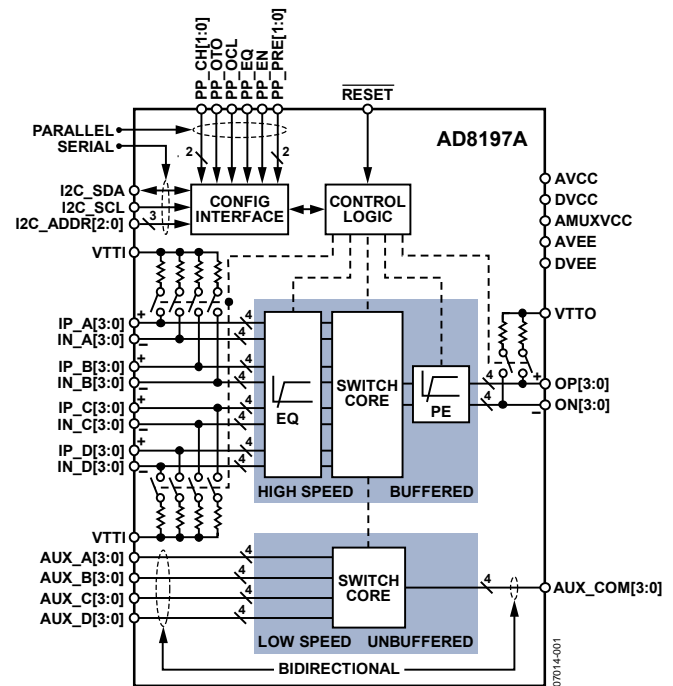 PP_CH[1:0]
PP_OTO
PP_OCL
PP_EQ
PP_EN
PP_PRE[1:0]
RESET
PARALLEL
SERIAL
AD8197A
2
2
I2C_SDA
I2C_SCL
I2C_ADDR[2:0]
3
CONFIG
INTERFACE
CONTROL
LOGIC
AVCC
DVCC
AMUXVCC
AVEE
DVEE
VTTI
VTTO
+
IP_A[3:0]
4
IN_A[3:0]
–
4
+
IP_B[3:0]
4
IN_B[3:0]
–
4
+
IP_C[3:0]
4
IN_C[3:0]
–
4
+
IP_D[3:0]
4
IN_D[3:0]
–
4
EQ
SWITCH
CORE
PE
4
+
OP[3:0]
4
–
ON[3:0]
HIGH SPEED
BUFFERED
VTTI
AUX_A[3:0]
4
AUX_B[3:0]
4
AUX_C[3:0]
4
AUX_D[3:0]
4
SWITCH
CORE
4
AUX_COM[3:0]
LOW SPEED
UNBUFFERED
BIDIRECTIONAL
07014-001